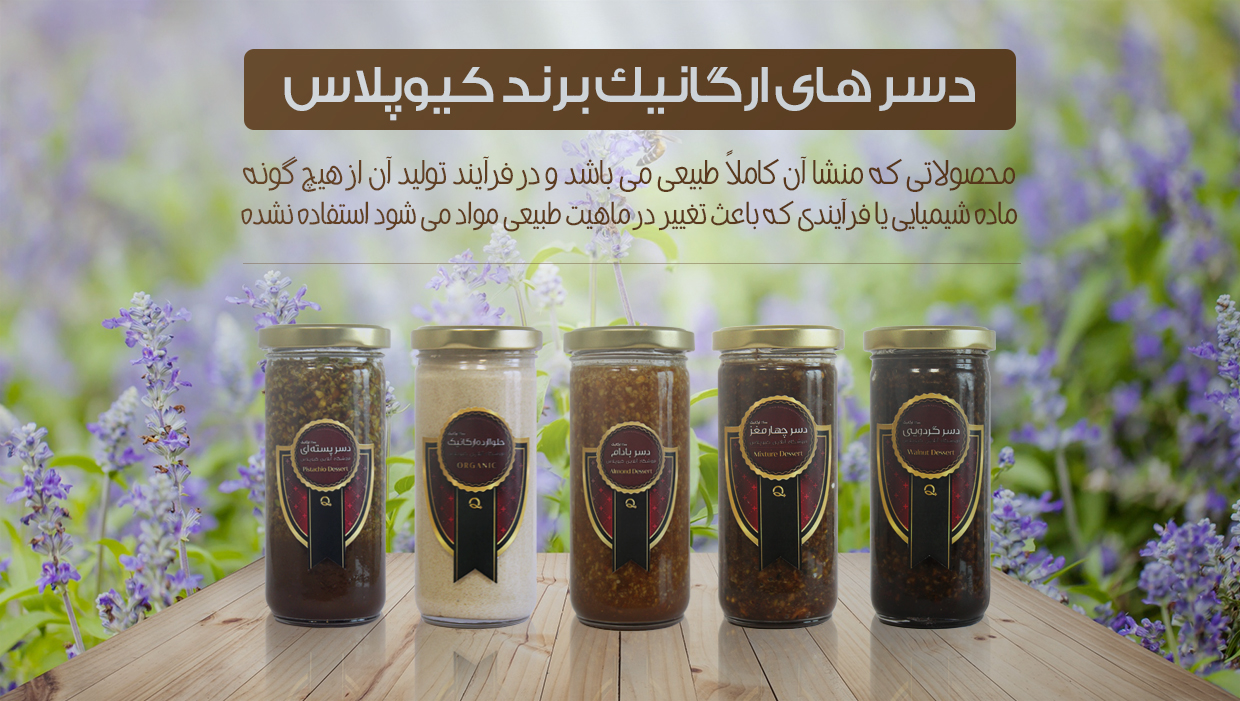 دسر های ارگانیك برند کیوپلاس
محصولاتی که منشا آن کاملاً طبیعی می باشد و در فرآیند تولید آن از هیچ گونه
ماده شیمیایی یا فرآیندی که باعث تغییر در ماهیت طبیعی مواد می شود استفاده نشده
دسر پسته‌ای
Pistachio Dessert
Q
حلوا ارده ارگانیک
ORGANIC
Q
دسر بادام
Almond Dessert
Q
دسر چهار مغز
Mixture Dessert
Q
دسر گردویی
Walnut Dessert
Q